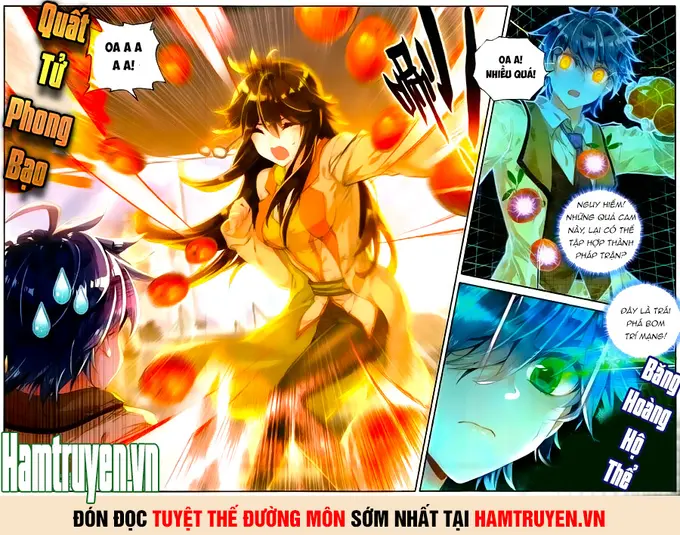 Quất
Tử
Phong
Bạo
OA A A
A A!
OA A!
NHIỀU QUÁ!
NGUY HIỂM!
NHỮNG QUẢ CAM
NÀY, LẠI CÓ THỂ
TẬP HỢP THÀNH
PHÁP TRẬN?
ĐÂY LÀ TRÁI
PHÁ BOM
TRÍ MẠNG!
Băng
Hoàng
Hộ
Thể
Hamtruyen.vn
ĐÓN ĐỌC TUYỆT THẾ ĐƯỜNG MÔN SỚM NHẤT TẠI HAMTRUYEN.VN